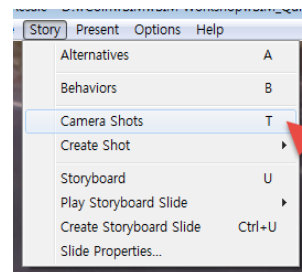 Story Present Options Help
Alternatives A
Behaviors B
Camera Shots T
Create Shot
Storyboard U
Play Storyboard Slide
Create Storyboard Slide Ctrl+U
Slide Properties...